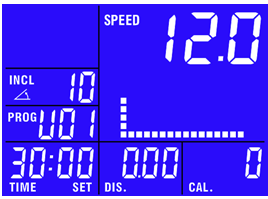 SPEED 12.0
INCL 10
PROG U01
30:00 0.00 0
TIME SET DIS. CAL.